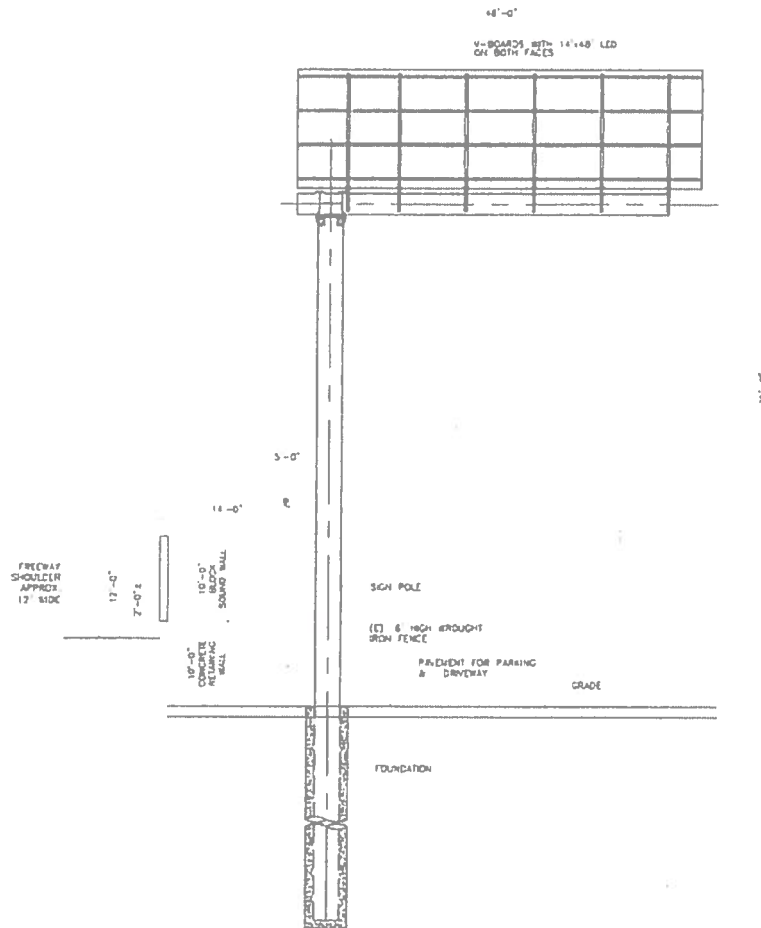 48'-0"
V-BOARDS WITH 14'x48' LED
ON BOTH FACES
5'-0"
14'-0"
FREEWAY
SHOULDER
APPROX.
12' WIDE
12'-0"
2'-0"±
10'-0"
BLOCK
SOUND WALL
10'-0"
CONCRETE
RETAINING
WALL
SIGN POLE
(E) 6' HIGH WROUGHT
IRON FENCE
PAVEMENT FOR PARKING
& DRIVEWAY
GRADE
FOUNDATION